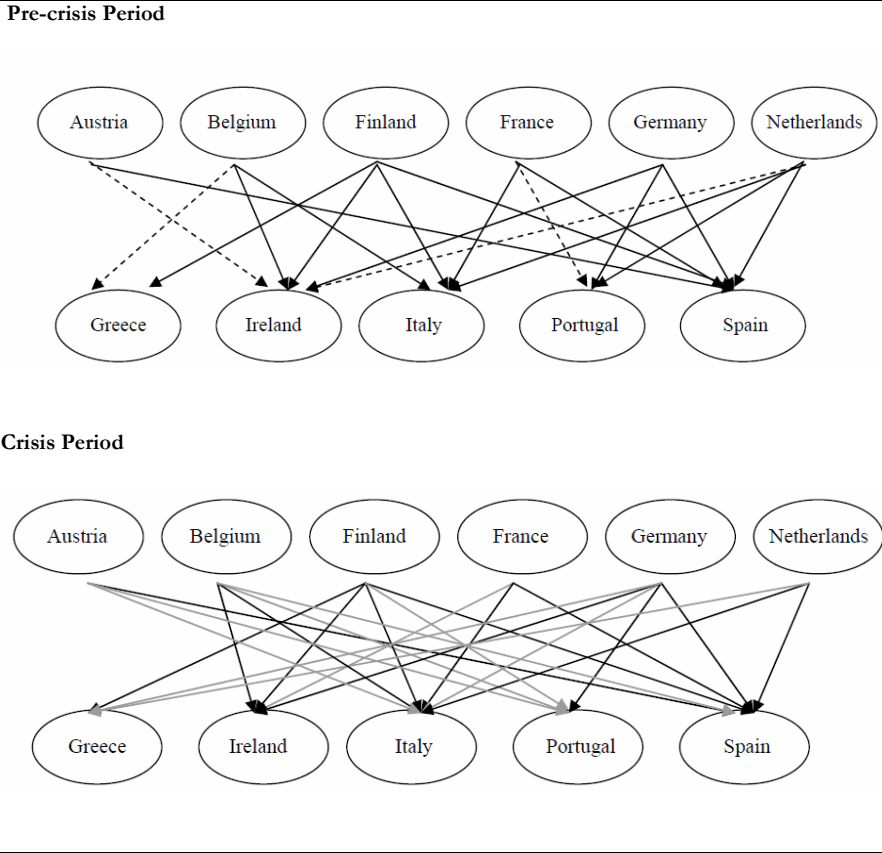 Pre-crisis Period
Austria Belgium Finland France Germany Netherlands
Greece Ireland Italy Portugal Spain
Crisis Period
Austria Belgium Finland France Germany Netherlands
Greece Ireland Italy Portugal Spain